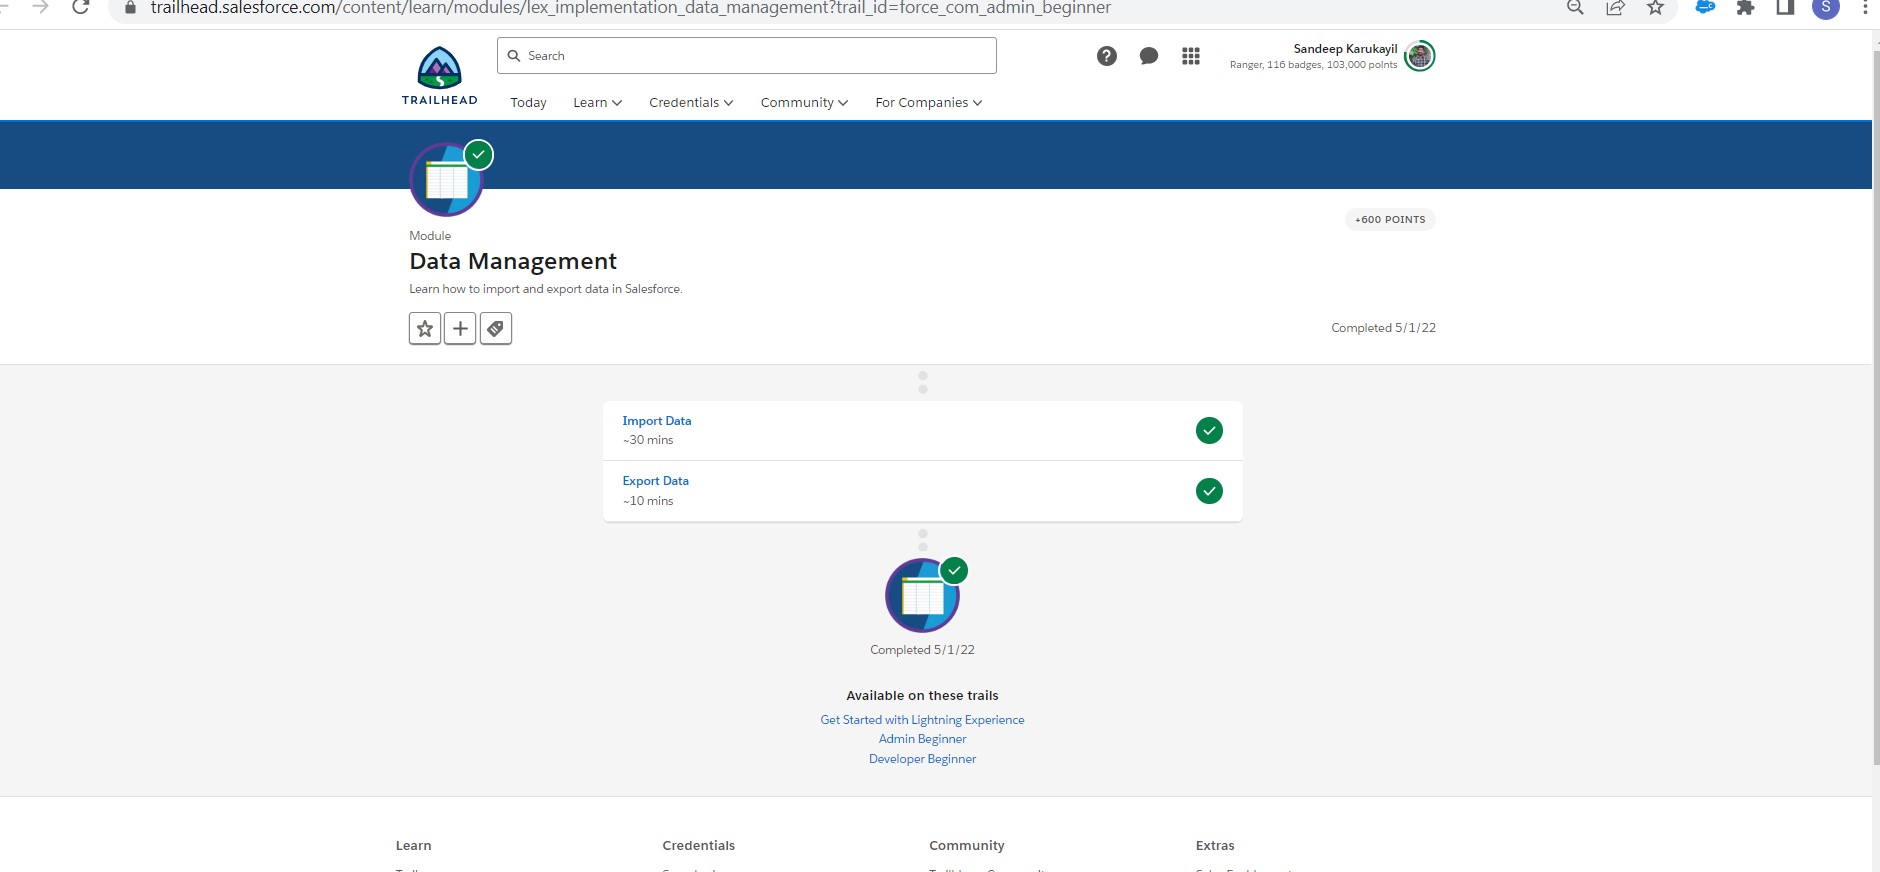 trailhead.salesforce.com/content/learn/modules/lex_implementation_data_management?trail_id=force_com_admin_beginner
S
TRAILHEAD
Search
Sandeep Karukayil
Ranger, 116 badges, 103,000 points
Today
Learn
Credentials
Community
For Companies
+600 POINTS
Module
Data Management
Learn how to import and export data in Salesforce.
Completed 5/1/22
Import Data
~30 mins
Export Data
~10 mins
Completed 5/1/22
Available on these trails
Get Started with Lightning Experience
Admin Beginner
Developer Beginner
Learn
Credentials
Community
Extras